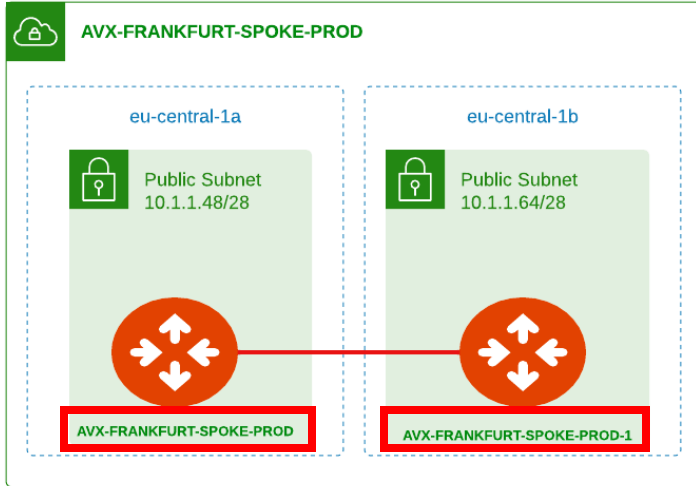 AVX-FRANKFURT-SPOKE-PROD
eu-central-1a
eu-central-1b
Public Subnet
10.1.1.48/28
Public Subnet
10.1.1.64/28
AVX-FRANKFURT-SPOKE-PROD
AVX-FRANKFURT-SPOKE-PROD-1